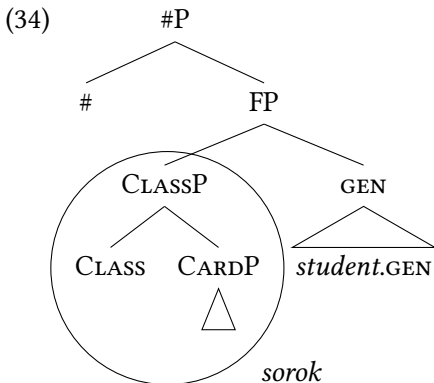 (34) #P
# FP
CLASSP GEN
CLASS CARDP student.GEN
sorok